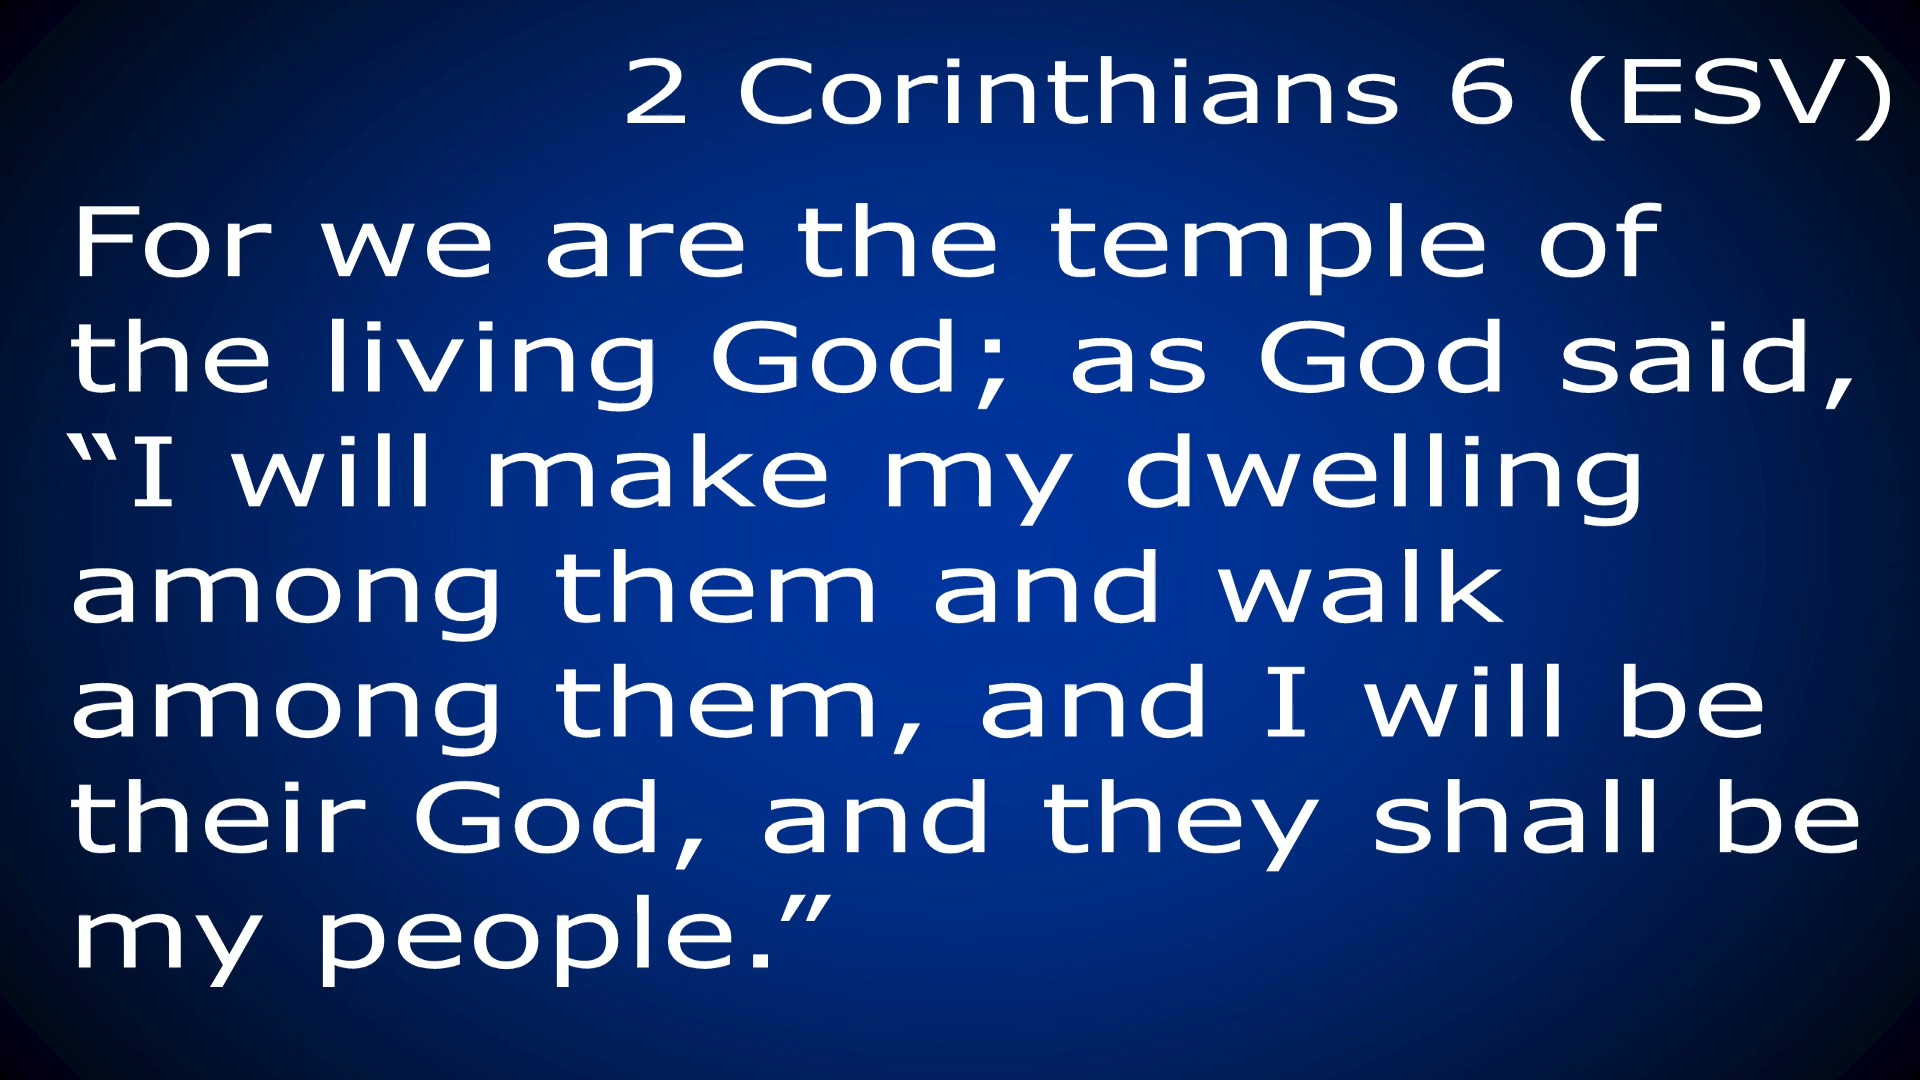 2 Corinthians 6 (ESV)
For we are the temple of
the living God; as God said,
“I will make my dwelling
among them and walk
among them, and I will be
their God, and they shall be
my people.”